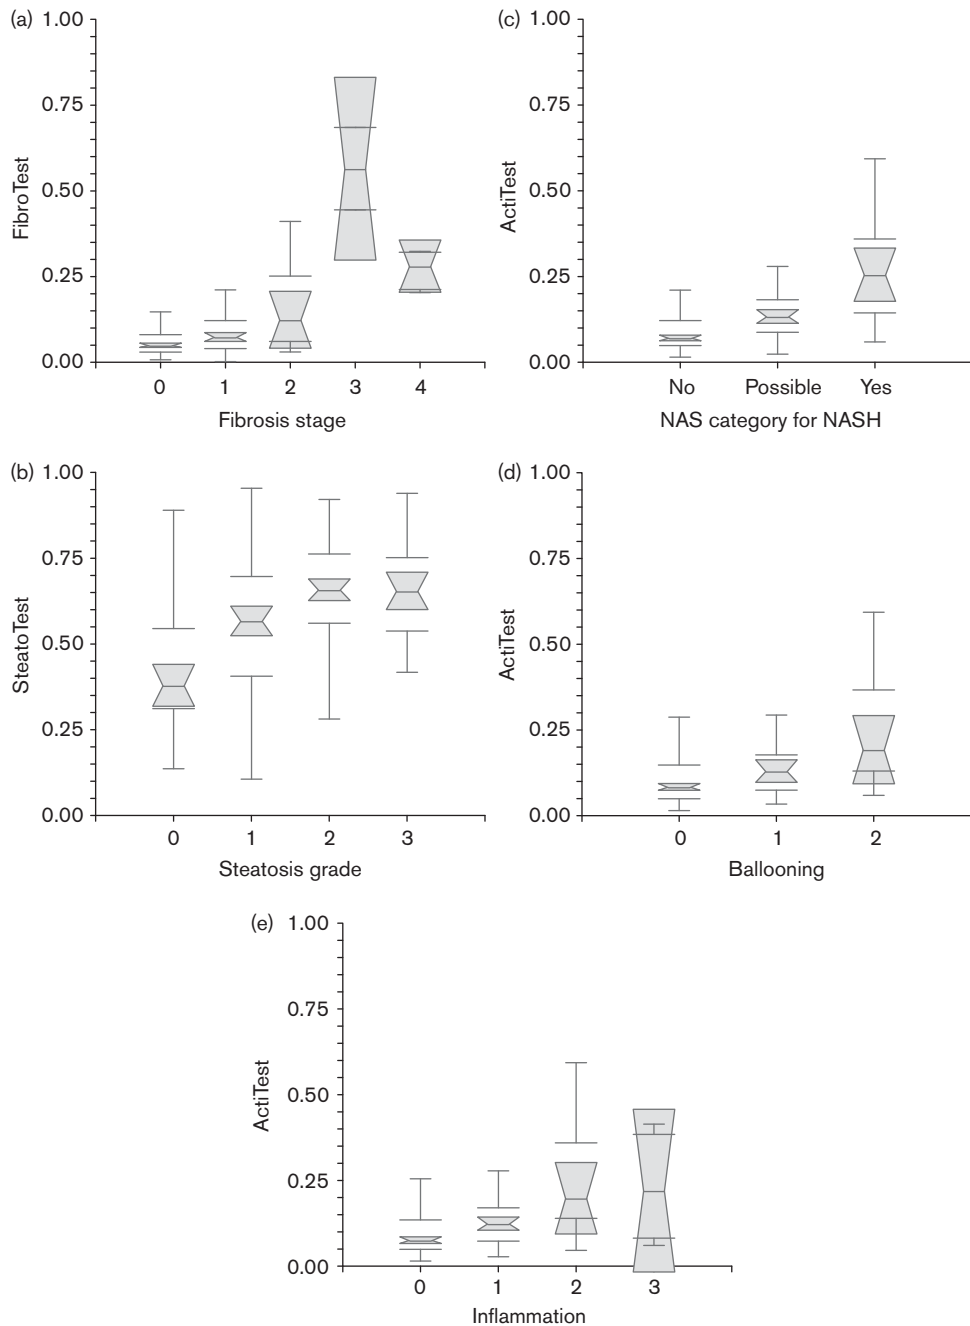 (a)
1.00
0.75
0.50
0.25
0.00
FibroTest
0 1 2 3 4
Fibrosis stage
(c)
1.00
0.75
0.50
0.25
0.00
ActiTest
No Possible Yes
NAS category for NASH
(b)
1.00
0.75
0.50
0.25
0.00
SteatoTest
0 1 2 3
Steatosis grade
(d)
1.00
0.75
0.50
0.25
0.00
ActiTest
0 1 2
Ballooning
(e)
1.00
0.75
0.50
0.25
0.00
ActiTest
0 1 2 3
Inflammation